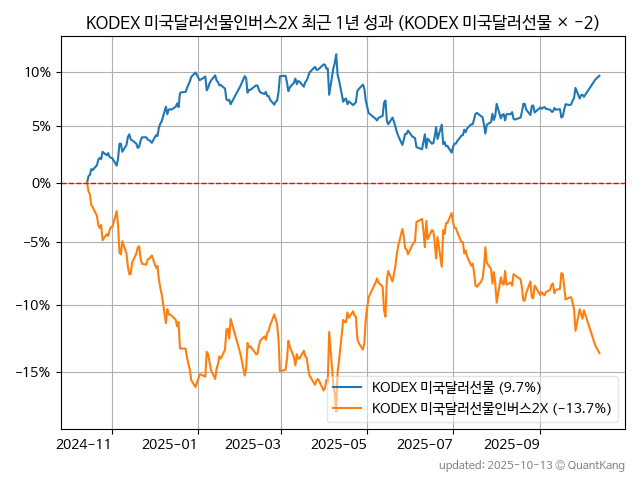 KODEX 미국달러선물인버스2X 최근 1년 성과 (KODEX 미국달러선물 × −2)
10%
5%
0%
−5%
−10%
−15%
KODEX 미국달러선물 (9.7%)
KODEX 미국달러선물인버스2X (−13.7%)
2024-11 2025-01 2025-03 2025-05 2025-07 2025-09
updated: 2025-10-13 © QuantKang